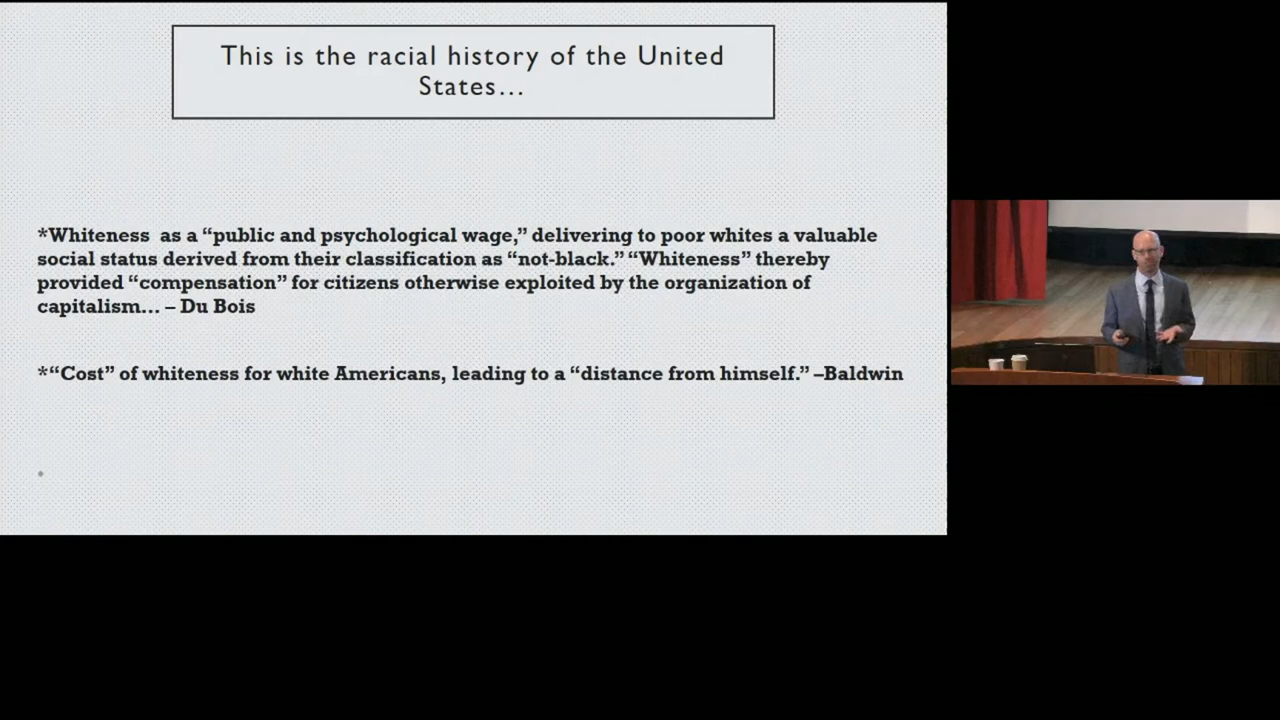 This is the racial history of the United
States…
*Whiteness as a “public and psychological wage,” delivering to poor whites a valuable
social status derived from their classification as “not-black.” “Whiteness” thereby
provided “compensation” for citizens otherwise exploited by the organization of
capitalism… – Du Bois
*“Cost” of whiteness for white Americans, leading to a “distance from himself.” –Baldwin